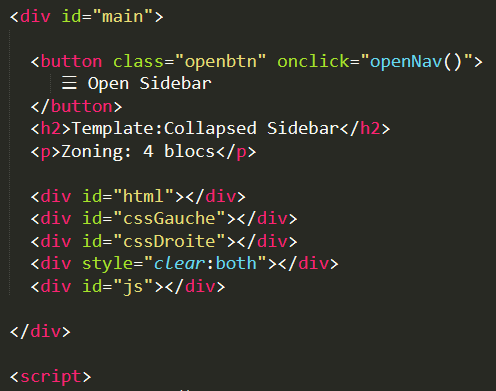 <div id="main">
<button class="openbtn" onclick="openNav()">
☰ Open Sidebar
</button>
<h2>Template:Collapsed Sidebar</h2>
<p>Zoning: 4 blocs</p>
<div id="html"></div>
<div id="cssGauche"></div>
<div id="cssDroite"></div>
<div style="clear:both"></div>
<div id="js"></div>
</div>
<script>